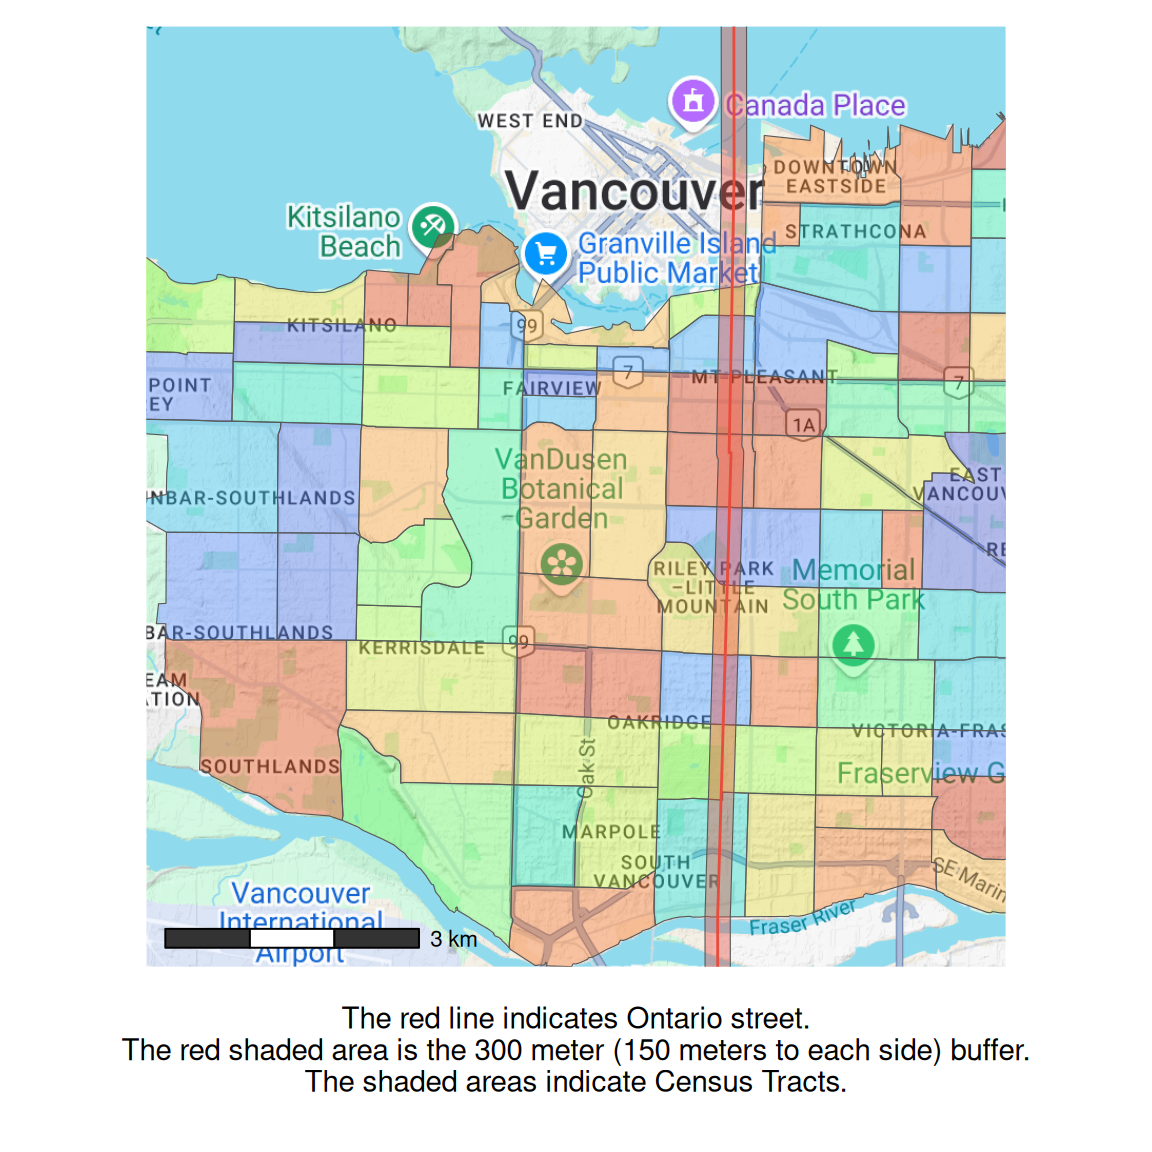 Canada Place
WEST END
DOWNTOWN
EASTSIDE
Vancouver
Kitsilano
Beach
STRATHCONA
Granville Island
Public Market
KITSILANO
99
7
MT PLEASANT
7
POINT
EY
FAIRVIEW
1A
VanDusen
Botanical
Garden
EAST
VANCOUV
NBAR-SOUTHLANDS
RE
RILEY PARK
-LITTLE
MOUNTAIN
Memorial
South Park
BAR-SOUTHLANDS
KERRISDALE
99
EAM
TION
OAKRIDGE
VICTORIA-FRAS
Oak St
SOUTHLANDS
Fraserview G
MARPOLE
SOUTH
VANCOUVER
SE Marin
Vancouver
International
Airport
Fraser River
3 km
The red line indicates Ontario street.
The red shaded area is the 300 meter (150 meters to each side) buffer.
The shaded areas indicate Census Tracts.